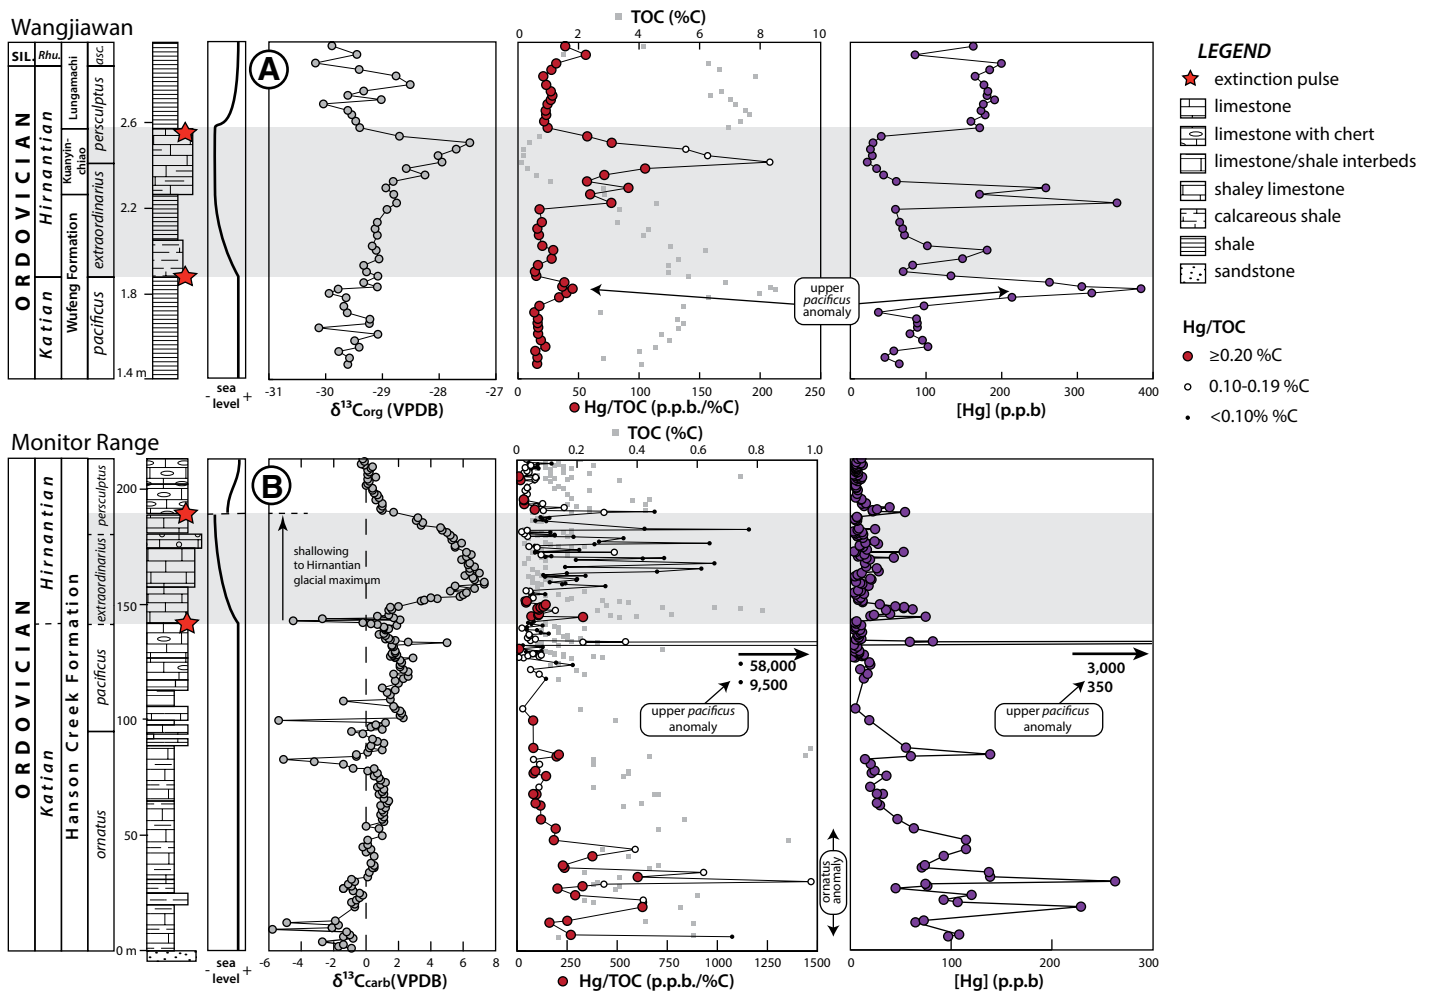 Wangjiawan
SIL.
Rhu.
asc.
ORDOVICIAN
Hirnantian
Katian
Lungamachi
Kuanyin-
chiao
Wufeng Formation
persculptus
extraordinarius
pacificus
2.6
2.2
1.8
1.4 m
- sea +
level
A
-31 -30 -29 -28 -27
δ¹³Corg (VPDB)
TOC (%C)
0 2 4 6 8 10
0 50 100 150 200 250
Hg/TOC (p.p.b./%C)
upper
pacificus
anomaly
0 100 200 300 400
[Hg] (p.p.b)
LEGEND
extinction pulse
limestone
limestone with chert
limestone/shale interbeds
shaley limestone
calcareous shale
shale
sandstone
Hg/TOC
≥0.20 %C
0.10-0.19 %C
<0.10% %C
Monitor Range
ORDOVICIAN
Hirnantian
Katian
Hanson Creek Formation
persculptus
extraordinarius
pacificus
ornatus
200
150
100
50
0 m
- sea +
level
B
shallowing
to Hirnantian
glacial maximum
-6 -4 -2 0 2 4 6 8
δ¹³Ccarb(VPDB)
TOC (%C)
0 0.2 0.4 0.6 0.8 1.0
58,000
9,500
upper pacificus
anomaly
ornatus
anomaly
0 250 500 750 1000 1250 1500
Hg/TOC (p.p.b./%C)
3,000
350
upper pacificus
anomaly
0 100 200 300
[Hg] (p.p.b)